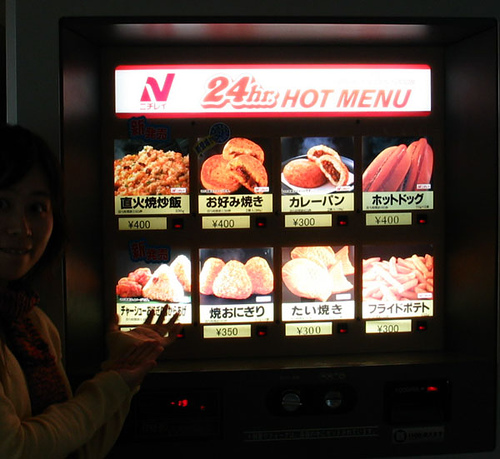 ニチレイ
24hr HOT MENU
直火焼炒飯
お好み焼き
カレーパン
ホットドッグ
¥400
¥400
¥300
¥400
焼おにぎり
たい焼き
フライドポテト
¥350
¥300
¥300